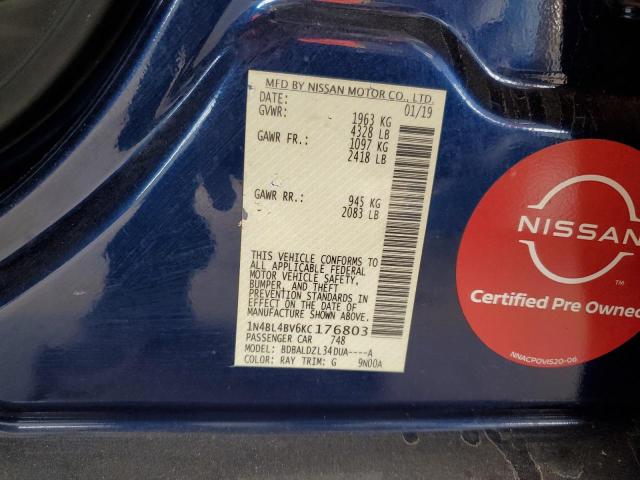 MFD BY NISSAN MOTOR CO., LTD.
DATE: 01/19
GVWR: 1963 KG
4328 LB
GAWR FR.: 1097 KG
2418 LB
GAWR RR.: 945 KG
2083 LB
THIS VEHICLE CONFORMS TO
ALL APPLICABLE FEDERAL
MOTOR VEHICLE SAFETY,
BUMPER, AND THEFT
PREVENTION STANDARDS IN
EFFECT ON THE DATE OF
MANUFACTURE SHOWN ABOVE.
1N4BL4BV6KC176803
PASSENGER CAR 748
MODEL: BDBALDZL34DUA----A
COLOR: RAY TRIM: G 9N00A
NISSAN
TM
Certified Pre Owned
NNACPOVIS20-06